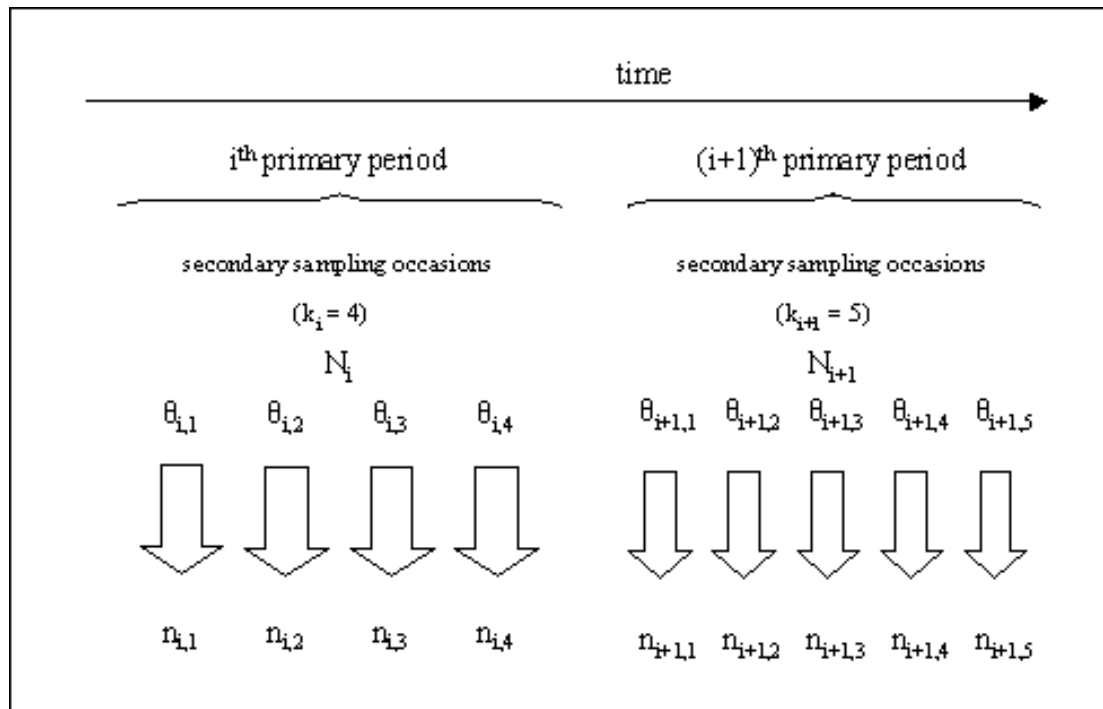 time
iᵗʰ primary period (i+1)ᵗʰ primary period
secondary sampling occasions secondary sampling occasions
(kᵢ = 4) (kᵢ₊₁ = 5)
Nᵢ Nᵢ₊₁
θi,1 θi,2 θi,3 θi,4 θi+1,1 θi+1,2 θi+1,3 θi+1,4 θi+1,5
ni,1 ni,2 ni,3 ni,4 ni+1,1 ni+1,2 ni+1,3 ni+1,4 ni+1,5